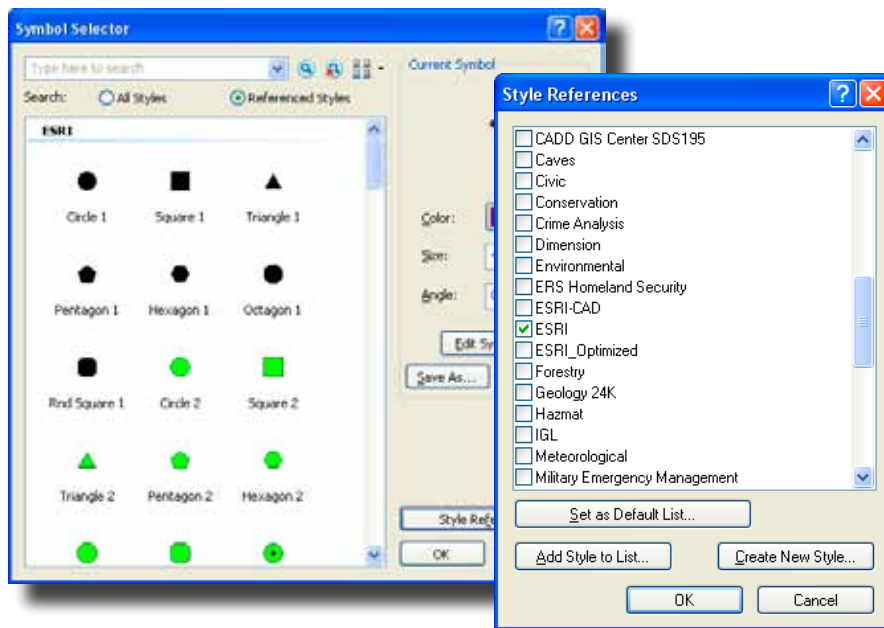 Symbol Selector
Type here to search
Search: All Styles Referenced Styles
ESRI
Circle 1 Square 1 Triangle 1
Pentagon 1 Hexagon 1 Octagon 1
Rnd Square 1 Circle 2 Square 2
Triangle 2 Pentagon 2 Hexagon 2
Current Symbol
Color:
Size:
Angle:
Edit Sy
Save As...
Style Refe
OK
Style References
CADD GIS Center SDS195
Caves
Civic
Conservation
Crime Analysis
Dimension
Environmental
ERS Homeland Security
ESRI-CAD
ESRI
ESRI_Optimized
Forestry
Geology 24K
Hazmat
IGL
Meteorological
Military Emergency Management
Set as Default List...
Add Style to List... Create New Style...
OK Cancel